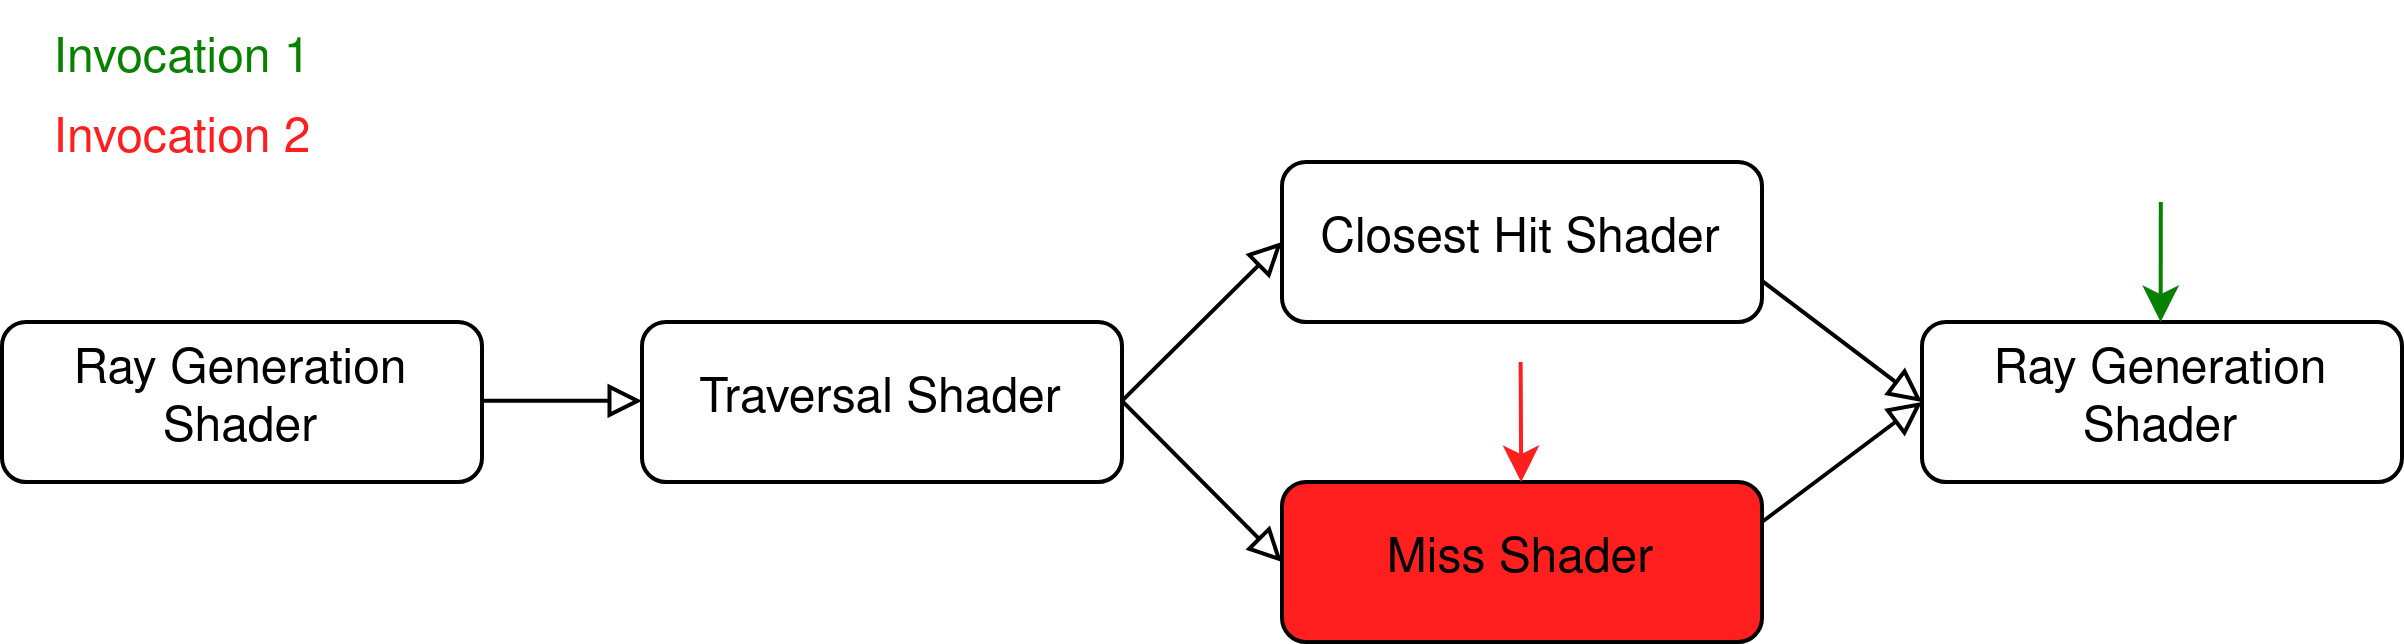 Invocation 1
Invocation 2
Ray Generation
Shader
Traversal Shader
Closest Hit Shader
Miss Shader
Ray Generation
Shader